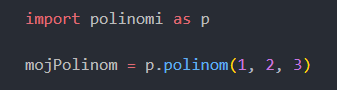 import polinomi as p
mojPolinom = p.polinom(1, 2, 3)